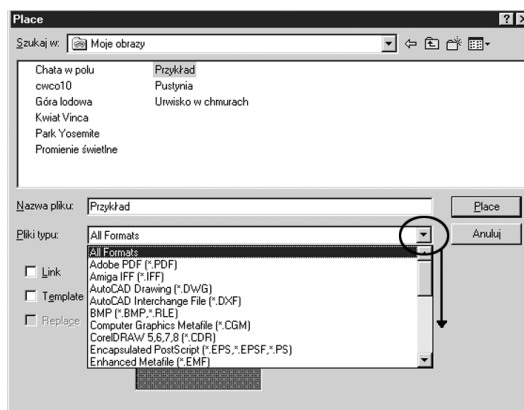 Place
Szukaj w: Moje obrazy
Chata w polu Przykład
cwco10 Pustynia
Góra lodowa Urwisko w chmurach
Kwiat Vinca
Park Yosemite
Promienie świetlne
Nazwa pliku: Przykład Place
Pliki typu: All Formats Anuluj
All Formats
Adobe PDF (*.PDF)
Link Amiga IFF (*.IFF)
AutoCAD Drawing (*.DWG)
Template AutoCAD Interchange File (*.DXF)
BMP (*.BMP,*.RLE)
Replace Computer Graphics Metafile (*.CGM)
CorelDRAW 5,6,7,8 (*.CDR)
Encapsulated PostScript (*.EPS,*.EPSF,*.PS)
Enhanced Metafile (*.EMF)